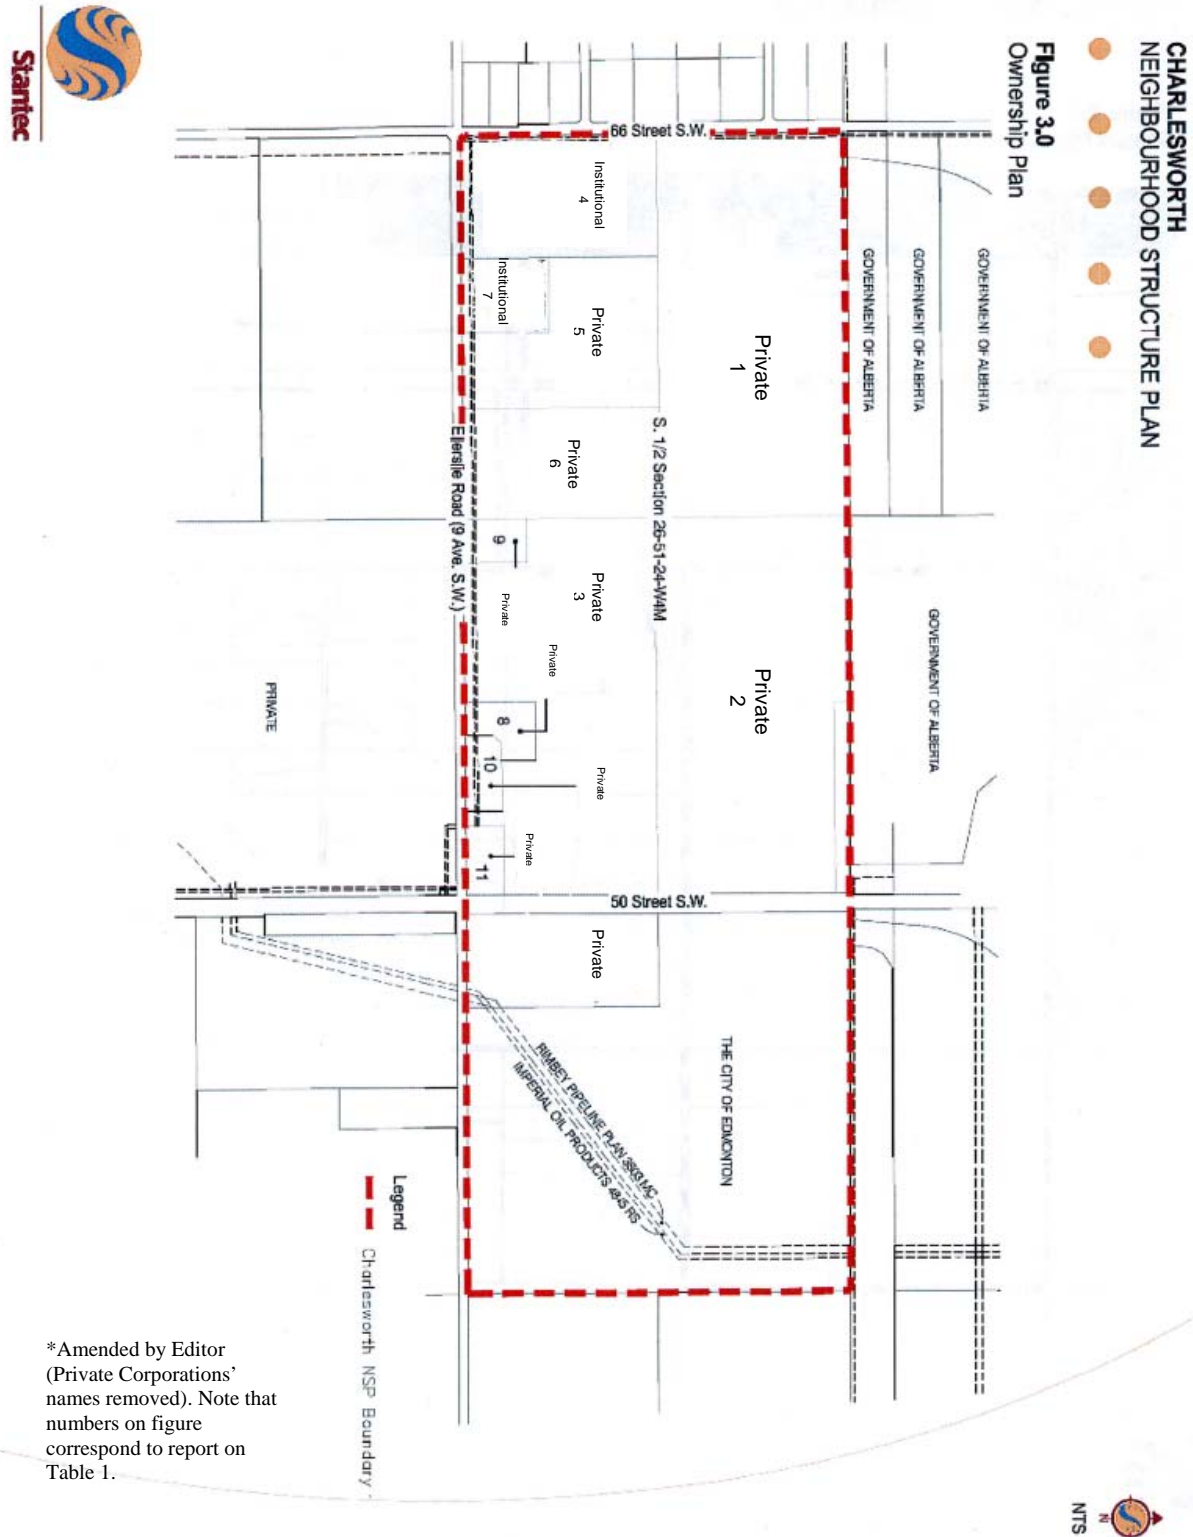 CHARLESWORTH
NEIGHBOURHOOD STRUCTURE PLAN
Figure 3.0
Ownership Plan
Stantec
NTS
N
GOVERNMENT OF ALBERTA
GOVERNMENT OF ALBERTA
GOVERNMENT OF ALBERTA
GOVERNMENT OF ALBERTA
66 Street S.W.
Private
1
Private
2
THE CITY OF EDMONTON
S. 1/2 Section 26-51-24-W4M
Institutional
4
Private
5
Institutional
7
Private
6
Private
3
9
Private
Private
8
10
Private
Private
11
50 Street S.W.
Private
RIMBEY PIPELINE PLAN 3503 MC
IMPERIAL OIL PRODUCTS 4845 RS
Ellerslie Road (9 Ave. S.W.)
PRIVATE
Legend
Charlesworth NSP Boundary
*Amended by Editor
(Private Corporations’
names removed). Note that
numbers on figure
correspond to report on
Table 1.